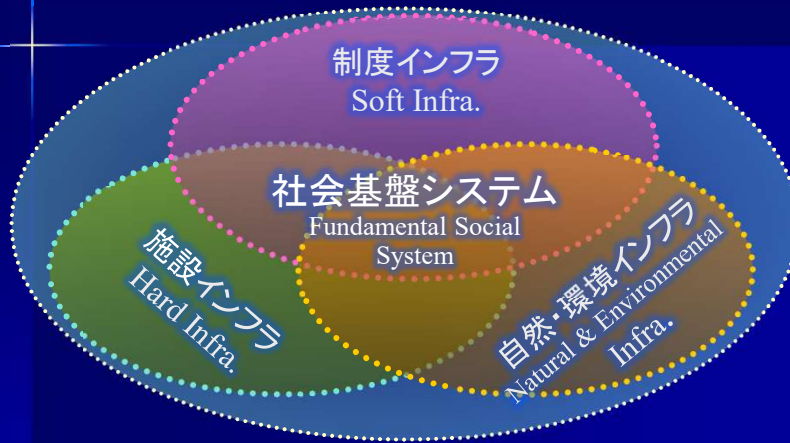 制度インフラ
Soft Infra.
社会基盤システム
Fundamental Social
System
施設インフラ
Hard Infra.
自然・環境インフラ
Natural & Environmental
Infra.